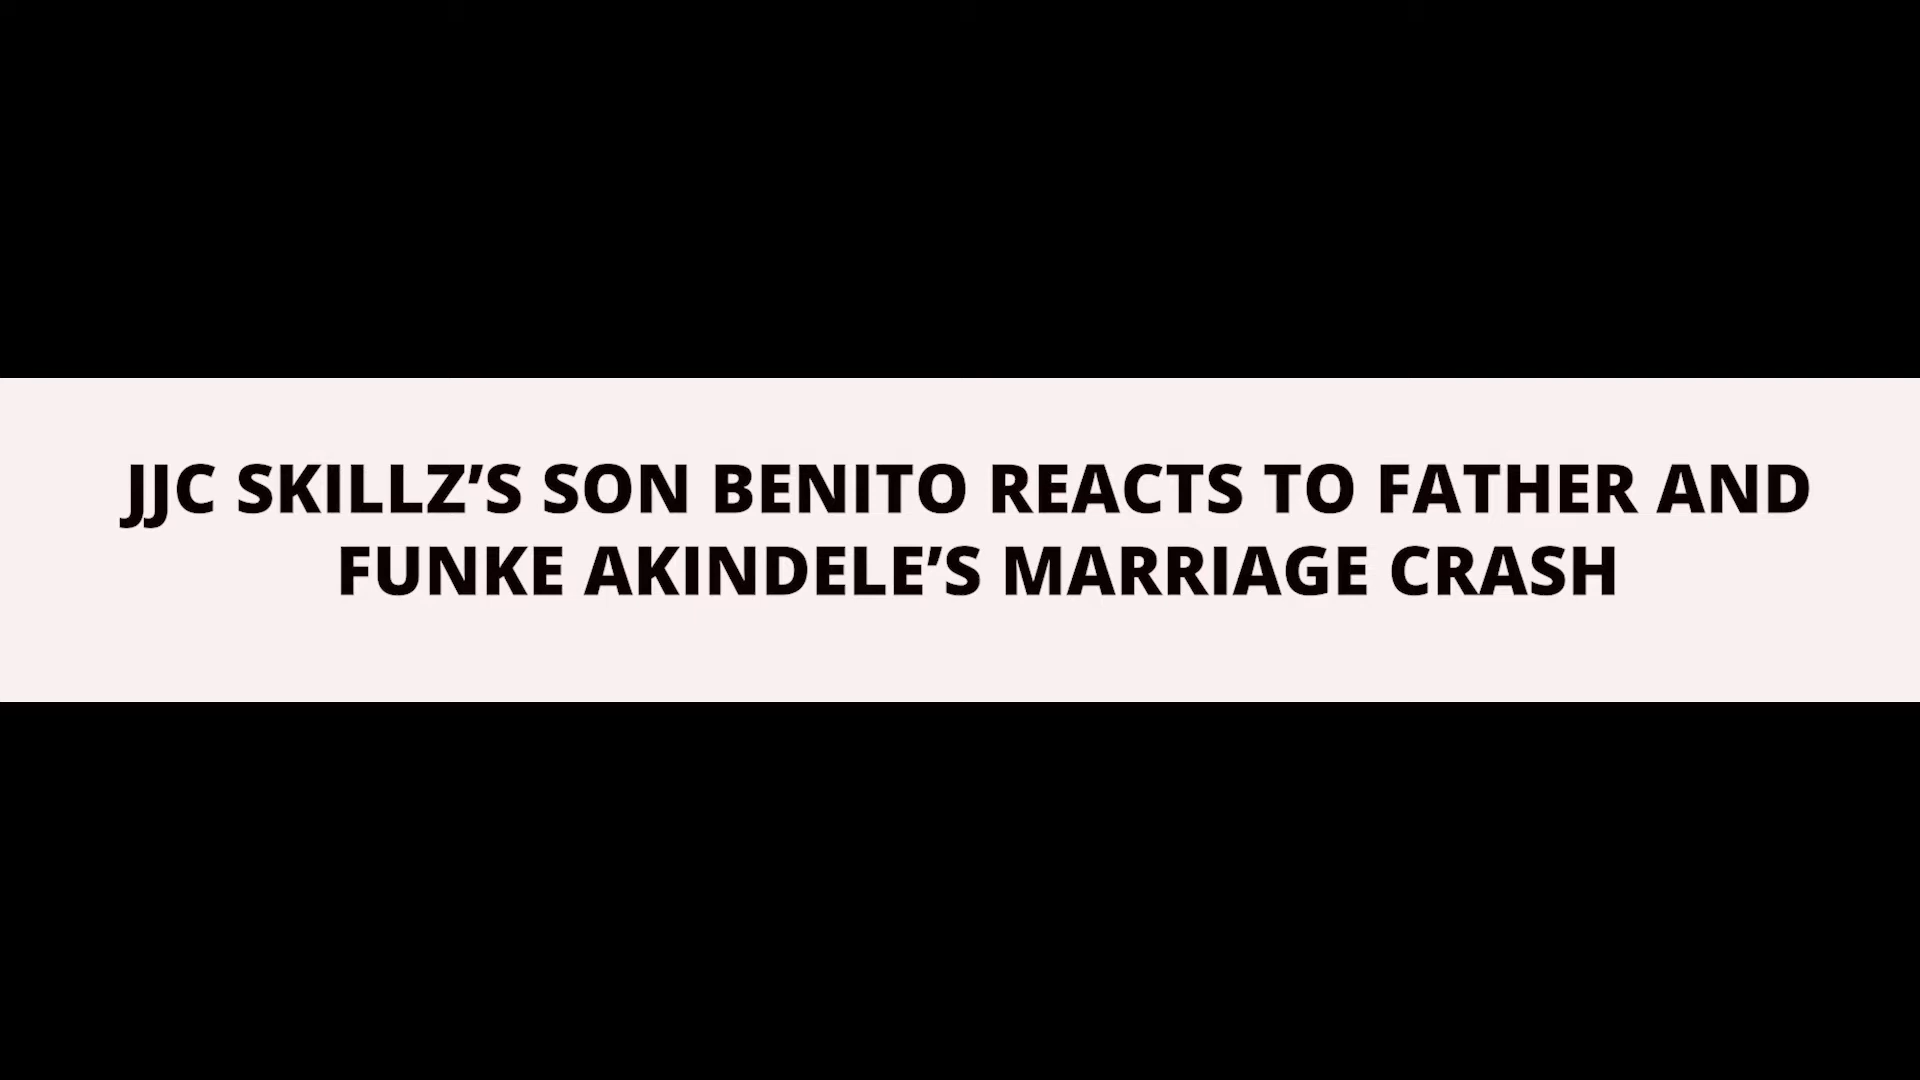 JJC SKILLZ’S SON BENITO REACTS TO FATHER AND
FUNKE AKINDELE’S MARRIAGE CRASH